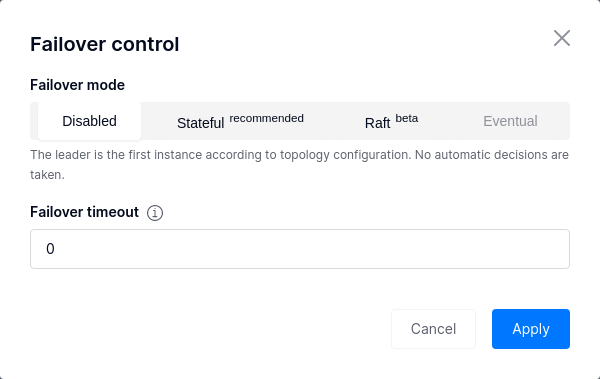 Failover control
Failover mode
Disabled Stateful recommended Raft beta Eventual
The leader is the first instance according to topology configuration. No automatic decisions are
taken.
Failover timeout
0
Cancel Apply